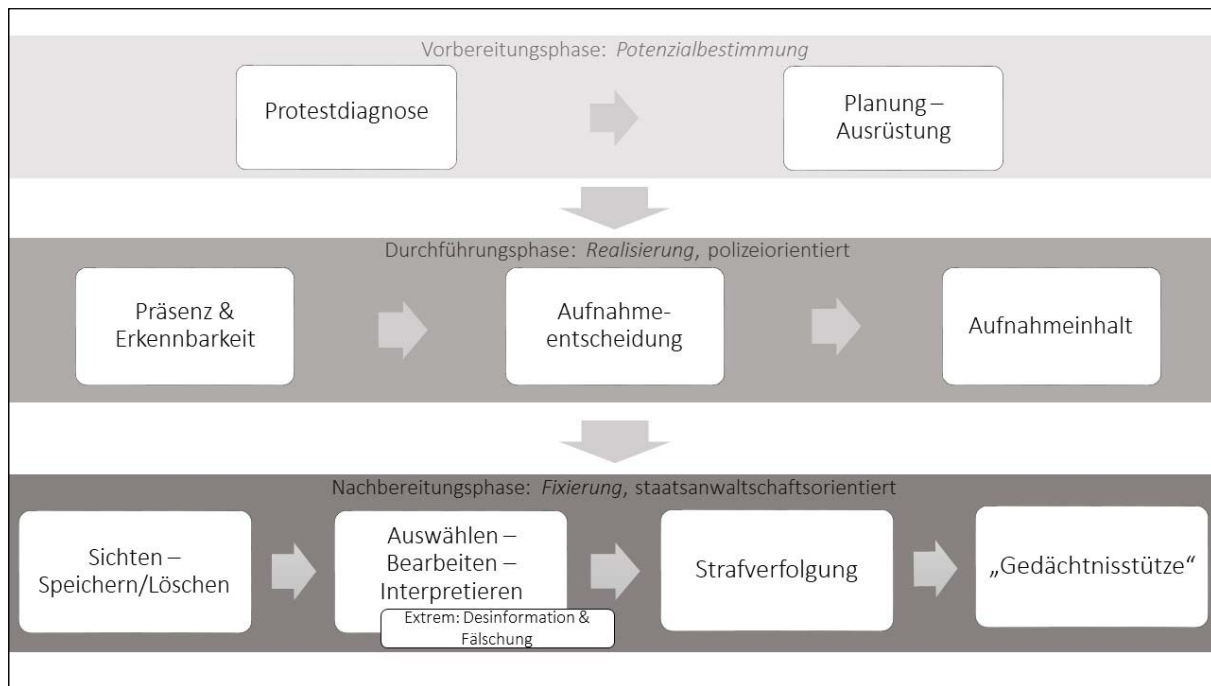 Vorbereitungsphase: Potenzialbestimmung
Protestdiagnose
Planung –
Ausrüstung
Durchführungsphase: Realisierung, polizeiorientiert
Präsenz &
Erkennbarkeit
Aufnahme-
entscheidung
Aufnahmeinhalt
Nachbereitungsphase: Fixierung, staatsanwaltschaftsorientiert
Sichten –
Speichern/Löschen
Auswählen –
Bearbeiten –
Interpretieren
Extrem: Desinformation &
Fälschung
Strafverfolgung
„Gedächtnisstütze“